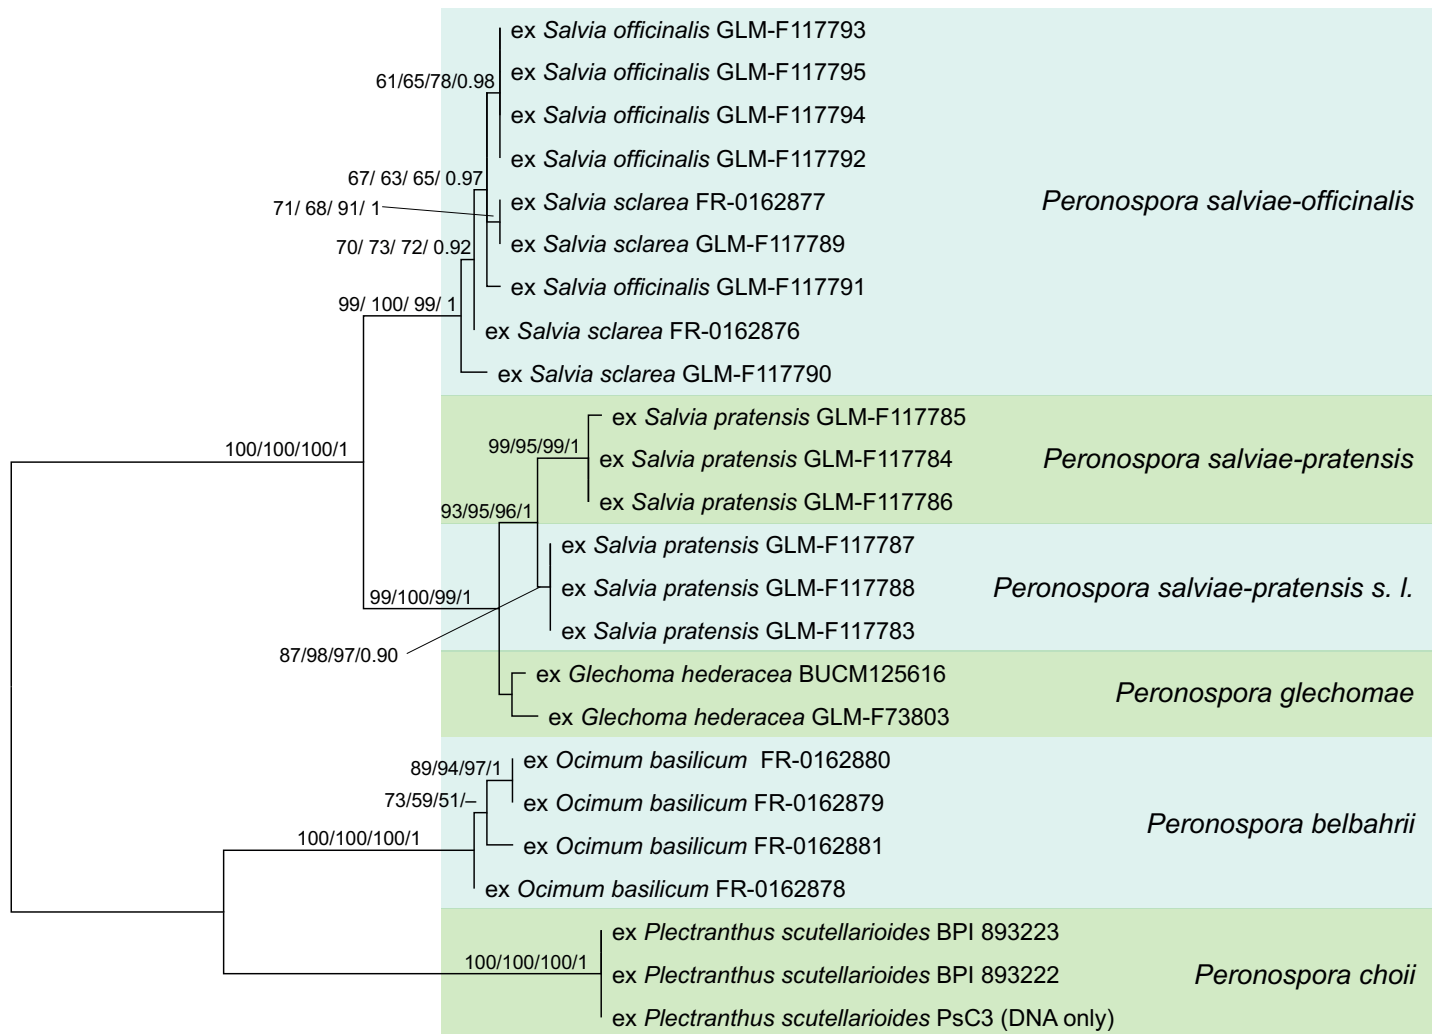 ex Salvia officinalis GLM-F117793
ex Salvia officinalis GLM-F117795
61/65/78/0.98
ex Salvia officinalis GLM-F117794
ex Salvia officinalis GLM-F117792
67/ 63/ 65/ 0.97
ex Salvia sclarea FR-0162877
Peronospora salviae-officinalis
71/ 68/ 91/ 1
ex Salvia sclarea GLM-F117789
70/ 73/ 72/ 0.92
ex Salvia officinalis GLM-F117791
99/ 100/ 99/ 1
ex Salvia sclarea FR-0162876
ex Salvia sclarea GLM-F117790
ex Salvia pratensis GLM-F117785
100/100/100/1
99/95/99/1
ex Salvia pratensis GLM-F117784
Peronospora salviae-pratensis
ex Salvia pratensis GLM-F117786
93/95/96/1
ex Salvia pratensis GLM-F117787
ex Salvia pratensis GLM-F117788
Peronospora salviae-pratensis s. l.
99/100/99/1
ex Salvia pratensis GLM-F117783
87/98/97/0.90
ex Glechoma hederacea BUCM125616
Peronospora glechomae
ex Glechoma hederacea GLM-F73803
ex Ocimum basilicum FR-0162880
89/94/97/1
73/59/51/–
ex Ocimum basilicum FR-0162879
Peronospora belbahrii
100/100/100/1
ex Ocimum basilicum FR-0162881
ex Ocimum basilicum FR-0162878
ex Plectranthus scutellarioides BPI 893223
100/100/100/1
ex Plectranthus scutellarioides BPI 893222
Peronospora choii
ex Plectranthus scutellarioides PsC3 (DNA only)